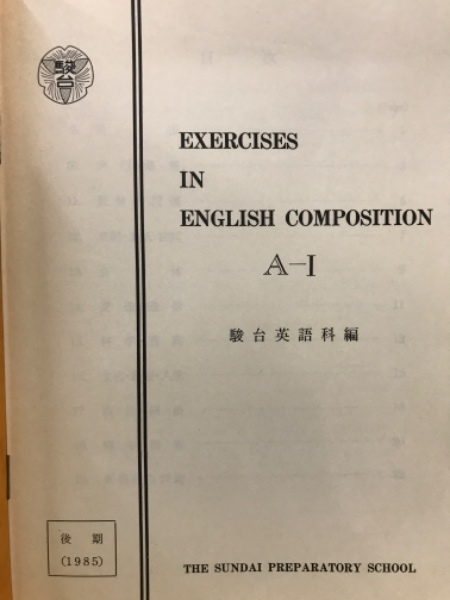 駿台
EXERCISES
IN
ENGLISH COMPOSITION
A-I
駿台英語科編
後期
(1985)
THE SUNDAI PREPARATORY SCHOOL